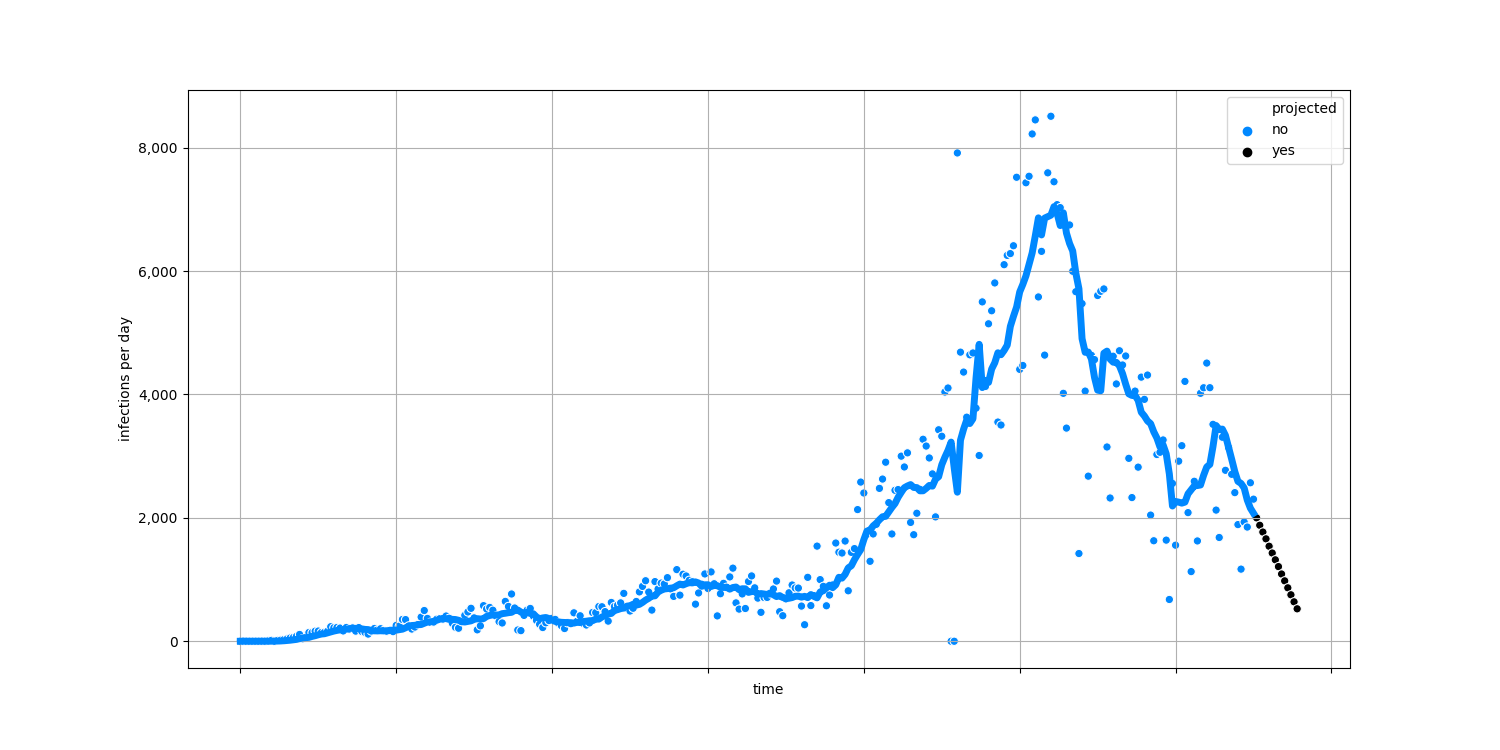 projected
no
yes
8,000
6,000
4,000
2,000
0
infections per day
time